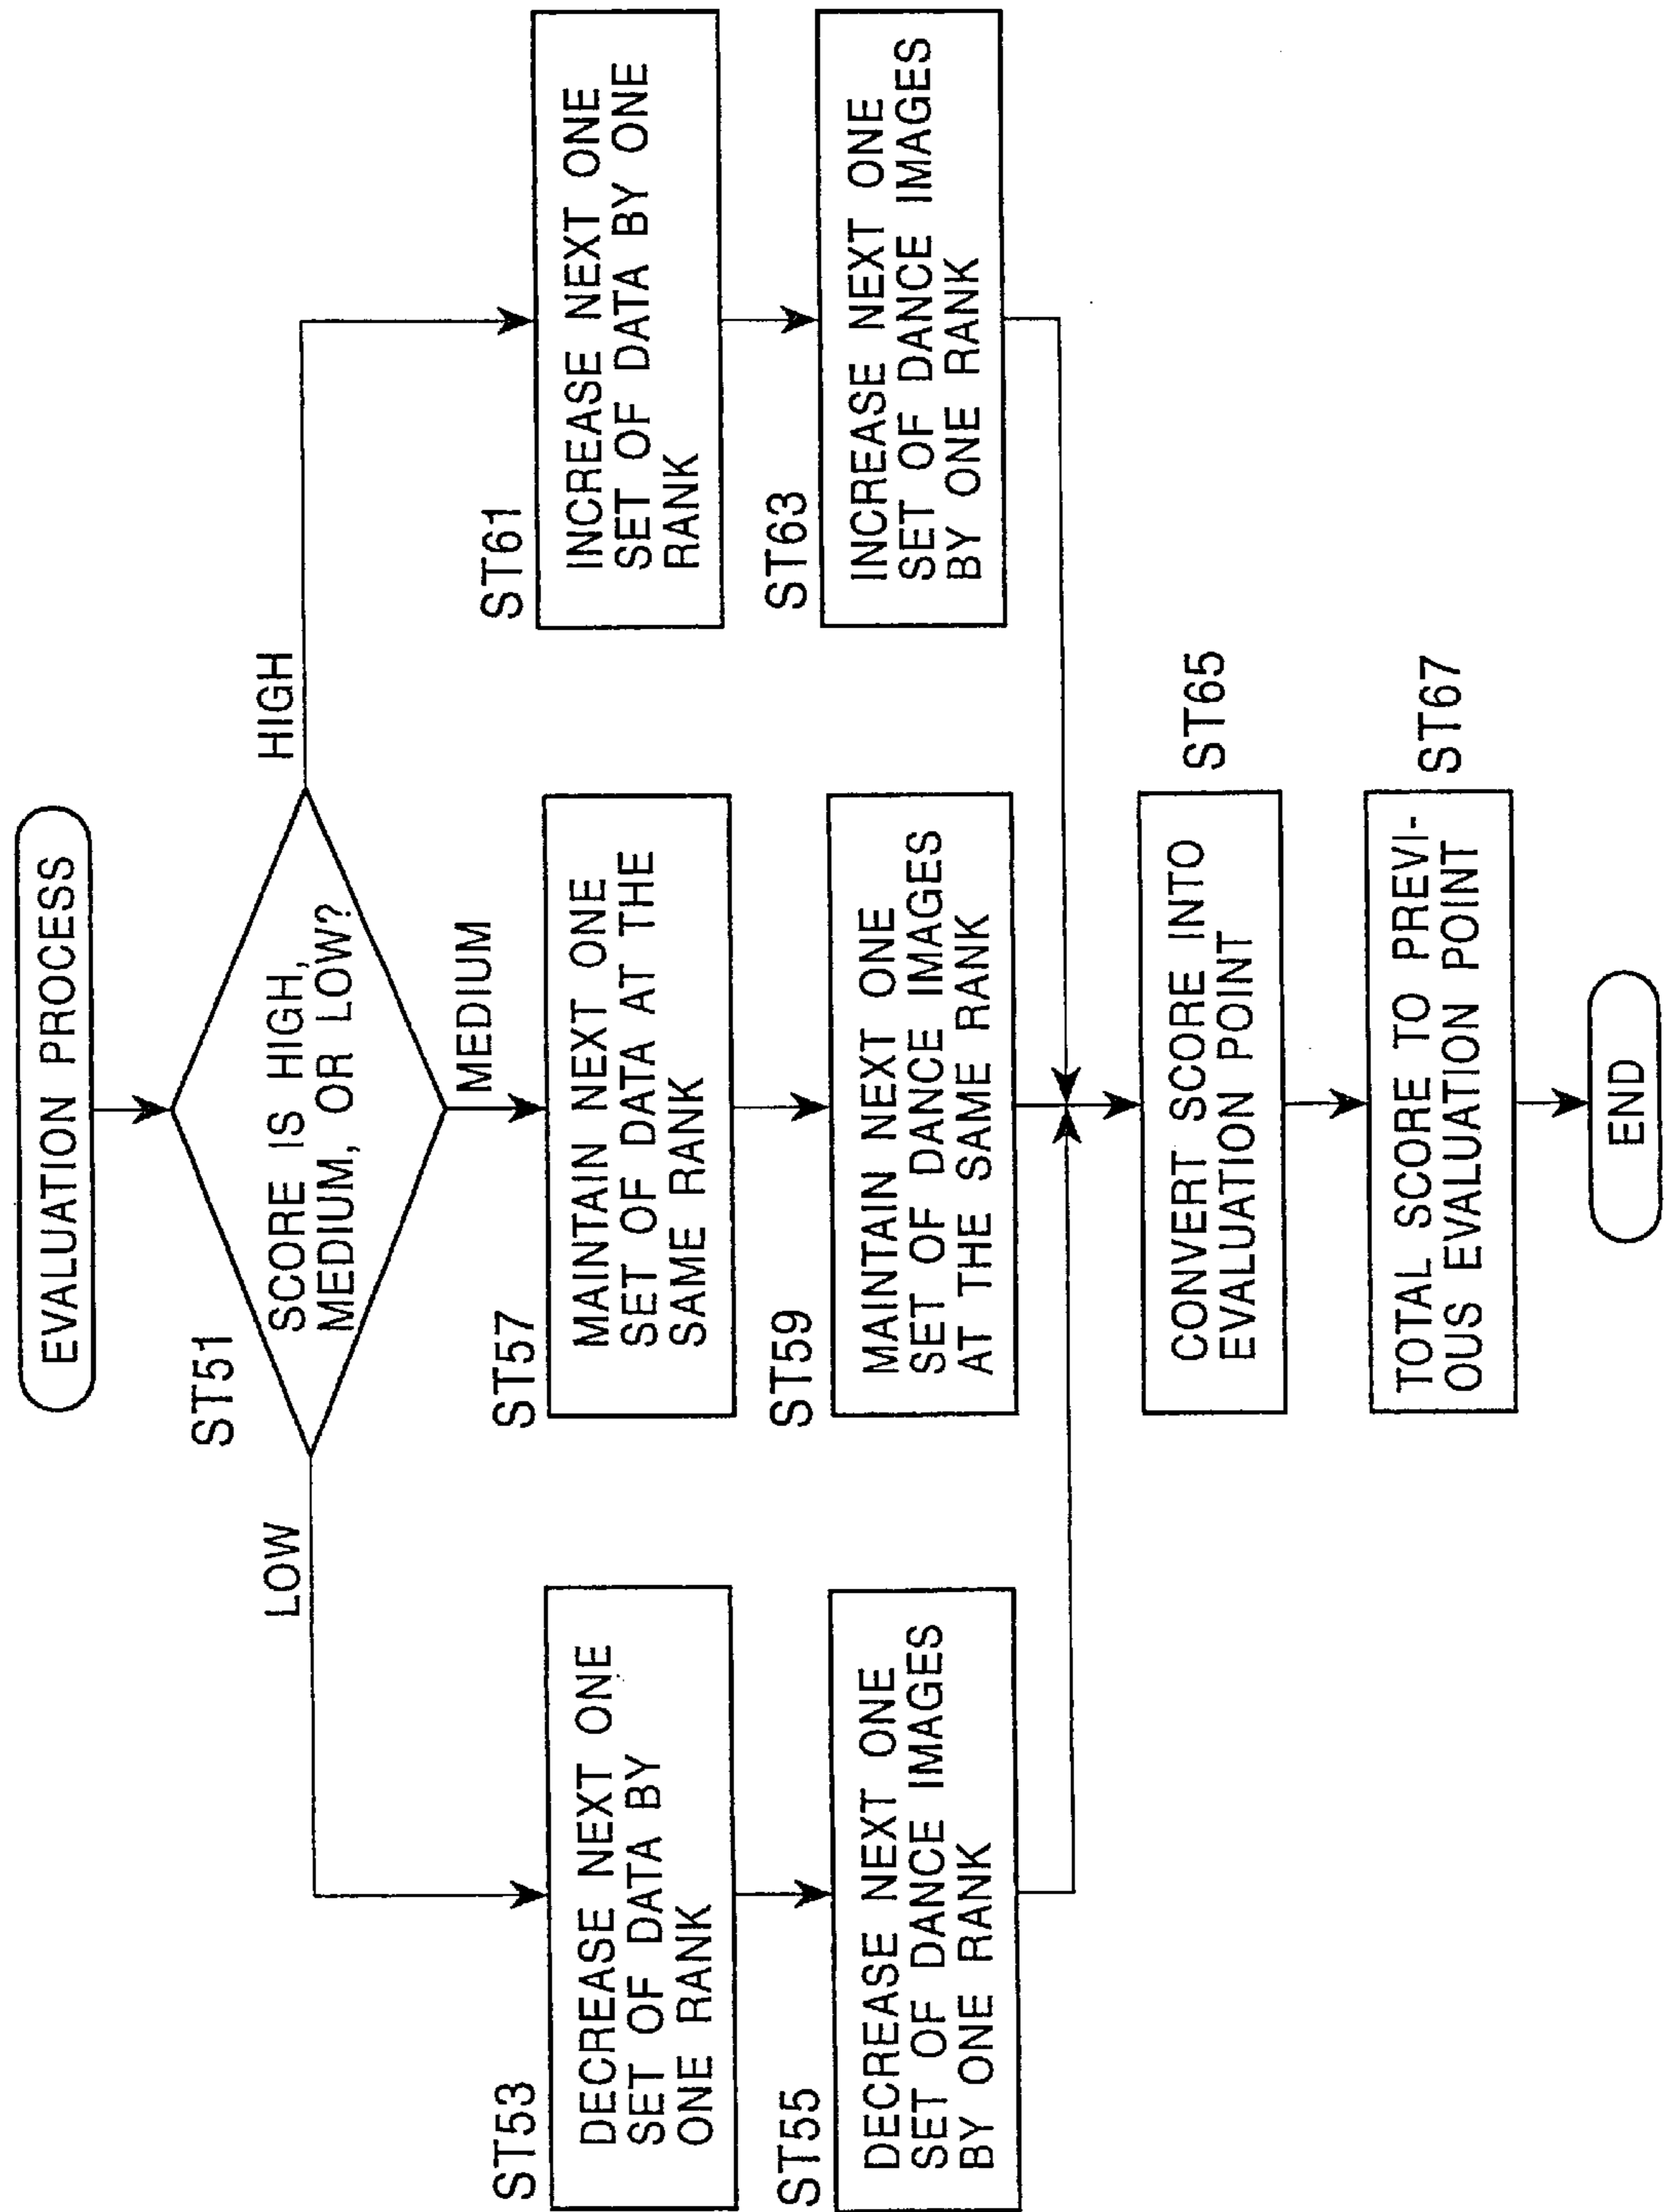 EVALUATION PROCESS
ST51
SCORE IS HIGH,
MEDIUM, OR LOW?
LOW
MEDIUM
HIGH
ST53
DECREASE NEXT ONE
SET OF DATA BY
ONE RANK
ST55
DECREASE NEXT ONE
SET OF DANCE IMAGES
BY ONE RANK
ST57
MAINTAIN NEXT ONE
SET OF DATA AT THE
SAME RANK
ST59
MAINTAIN NEXT ONE
SET OF DANCE IMAGES
AT THE SAME RANK
ST61
INCREASE NEXT ONE
SET OF DATA BY ONE
RANK
ST63
INCREASE NEXT ONE
SET OF DANCE IMAGES
BY ONE RANK
CONVERT SCORE INTO
EVALUATION POINT
ST65
TOTAL SCORE TO PREVI-
OUS EVALUATION POINT
ST67
END